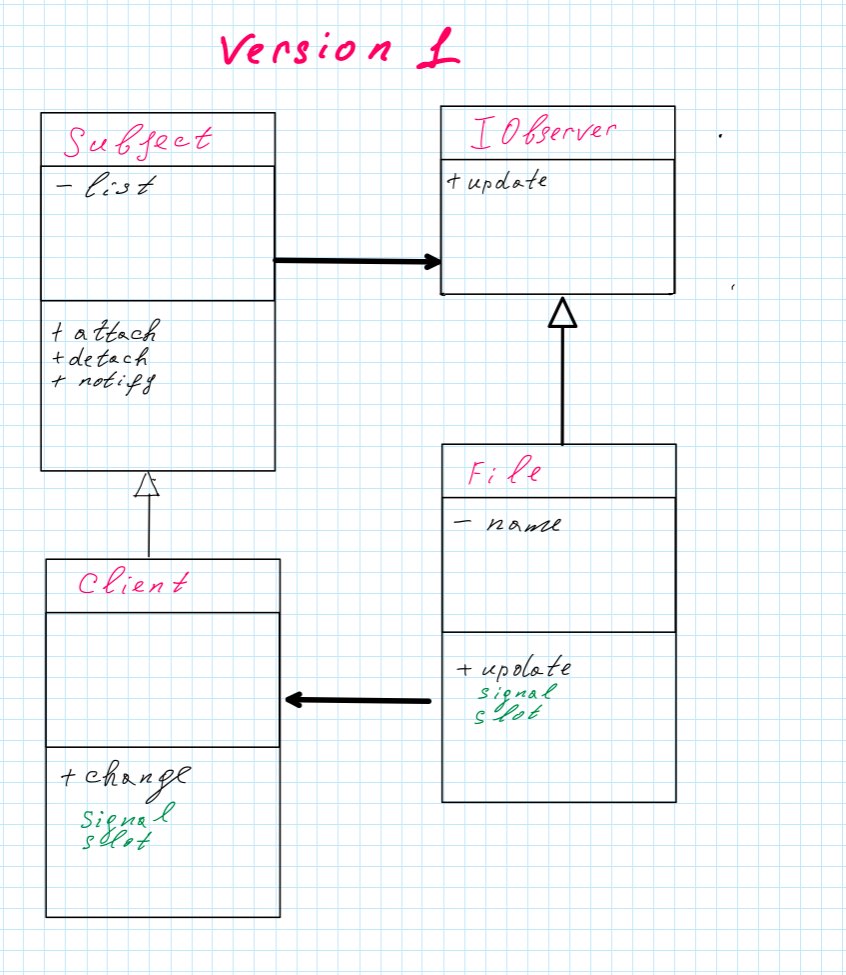 Version 1
Subject
- list
+ attach
+ detach
+ notify
IObserver
+ update
Client
+ change
signal
slot
File
- name
+ update
signal
slot